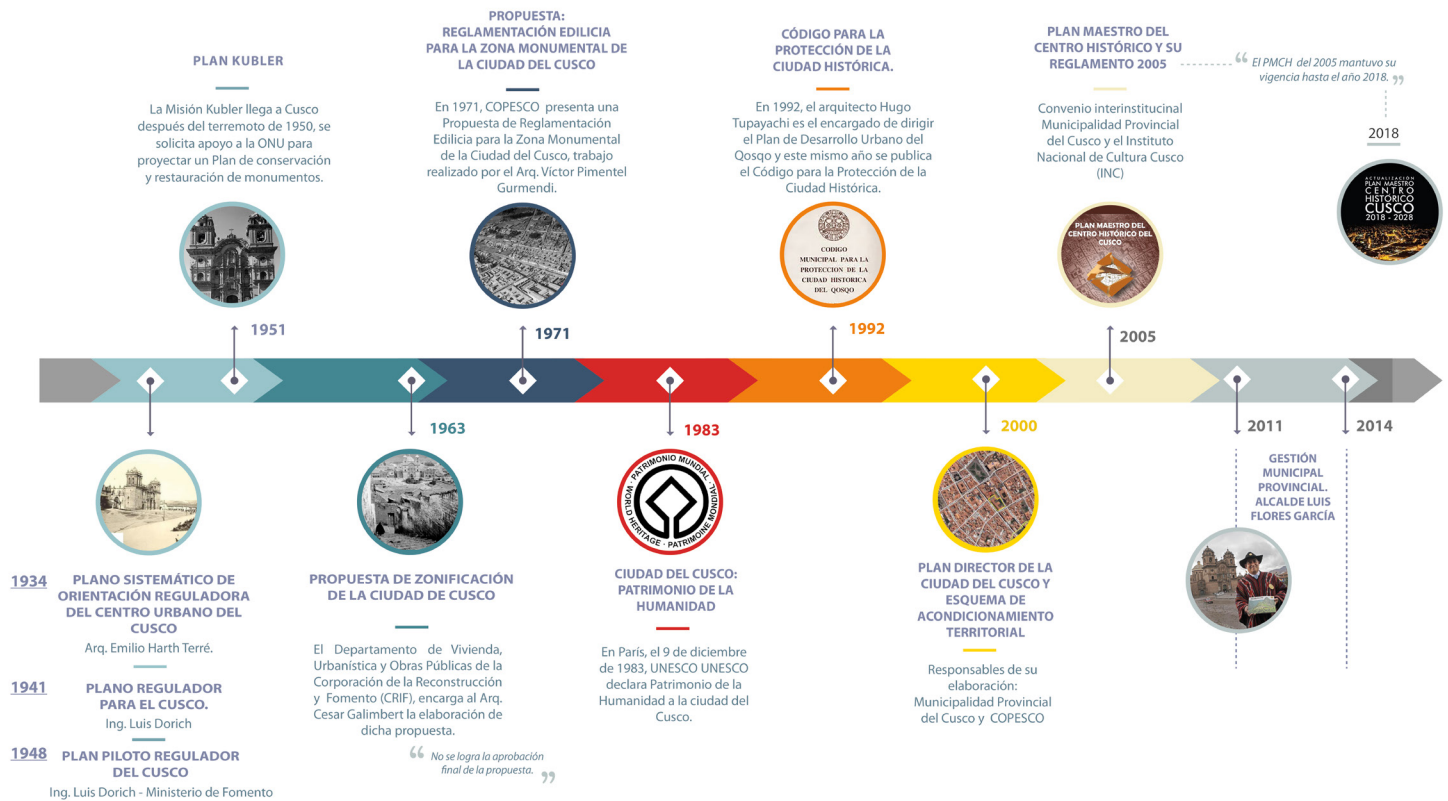 PLAN KUBLER
La Misión Kubler llega a Cusco
después del terremoto de 1950, se
solicita apoyo a la ONU para
proyectar un Plan de conservación
y restauración de monumentos.
1951
PROPUESTA:
REGLAMENTACIÓN EDILICIA
PARA LA ZONA MONUMENTAL DE
LA CIUDAD DEL CUSCO
En 1971, COPESCO presenta una
Propuesta de Reglamentación
Edilicia para la Zona Monumental
de la Ciudad del Cusco, trabajo
realizado por el Arq. Víctor Pimentel
Gurmendi.
1971
CÓDIGO PARA LA
PROTECCIÓN DE LA
CIUDAD HISTÓRICA.
En 1992, el arquitecto Hugo
Tupayachi es el encargado de dirigir
el Plan de Desarrollo Urbano del
Qosqo y este mismo año se publica
el Código para la Protección de la
Ciudad Histórica.
CODIGO
MUNICIPAL PARA LA
PROTECCION DE LA
CIUDAD HISTORICA
DEL QOSQO
1992
PLAN MAESTRO DEL
CENTRO HISTÓRICO Y SU
REGLAMENTO 2005
Convenio interinstitucinal
Municipalidad Provincial
del Cusco y el Instituto
Nacional de Cultura Cusco
(INC)
PLAN MAESTRO DEL
CENTRO HISTÓRICO DEL
CUSCO
2005
“ El PMCH del 2005 mantuvo su
vigencia hasta el año 2018. ”
2018
ACTUALIZACIÓN
PLAN MAESTRO
CENTRO
HISTÓRICO
CUSCO
2018 - 2028
1934
PLANO SISTEMÁTICO DE
ORIENTACIÓN REGULADORA
DEL CENTRO URBANO DEL
CUSCO
Arq. Emilio Harth Terré.
1941
PLANO REGULADOR
PARA EL CUSCO.
Ing. Luis Dorich
1948
PLAN PILOTO REGULADOR
DEL CUSCO
Ing. Luis Dorich - Ministerio de Fomento
1963
PROPUESTA DE ZONIFICACIÓN
DE LA CIUDAD DE CUSCO
El Departamento de Vivienda,
Urbanística y Obras Públicas de la
Corporación de la Reconstrucción
y Fomento (CRIF), encarga al Arq.
Cesar Galimbert la elaboración de
dicha propuesta.
“ No se logra la aprobación
final de la propuesta. ”
1983
PATRIMONIO MUNDIAL · WORLD HERITAGE · PATRIMOINE MONDIAL ·
CIUDAD DEL CUSCO:
PATRIMONIO DE LA
HUMANIDAD
En París, el 9 de diciembre
de 1983, UNESCO UNESCO
declara Patrimonio de la
Humanidad a la ciudad del
Cusco.
2000
PLAN DIRECTOR DE LA
CIUDAD DEL CUSCO Y
ESQUEMA DE
ACONDICIONAMIENTO
TERRITORIAL
Responsables de su
elaboración:
Municipalidad Provincial
del Cusco y COPESCO
2011
2014
GESTIÓN
MUNICIPAL
PROVINCIAL.
ALCALDE LUIS
FLORES GARCÍA